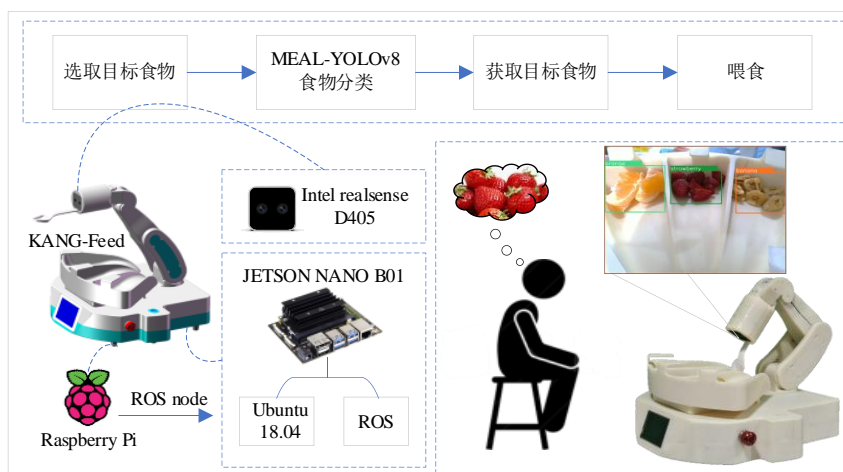 选取目标食物
MEAL-YOLOv8
食物分类
获取目标食物
喂食
Intel realsense
D405
KANG-Feed
JETSON NANO B01
ROS node
Raspberry Pi
Ubuntu
18.04
ROS
strawberry
banana